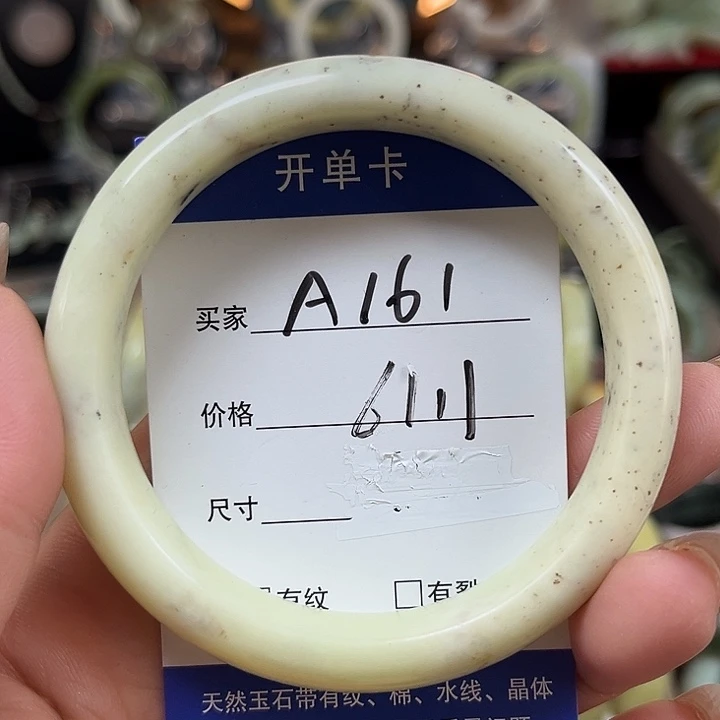 开单卡
买家 A161
价格 6111
尺寸
有纹 □有裂
天然玉石带有纹、棉、水线、晶体